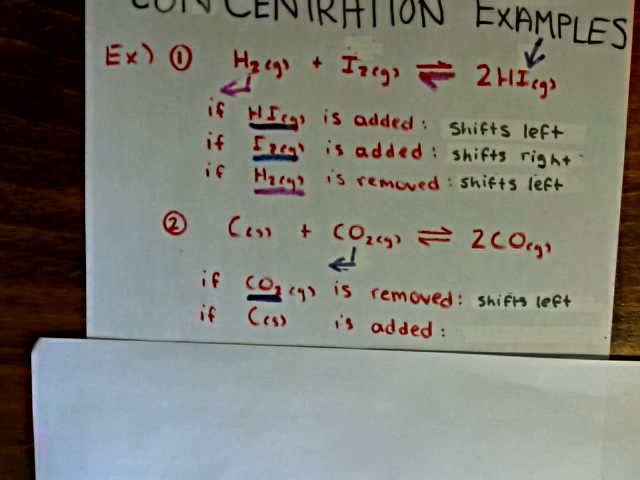 CONCENTRATION EXAMPLES
Ex) ① H₂(g) + I₂(g) ⇌ 2HI(g)
if HI(g) is added: shifts left
if I₂(g) is added: shifts right
if H₂(g) is removed: shifts left
② C(s) + CO₂(g) ⇌ 2CO(g)
if CO₂(g) is removed: shifts left
if C(s) is added: